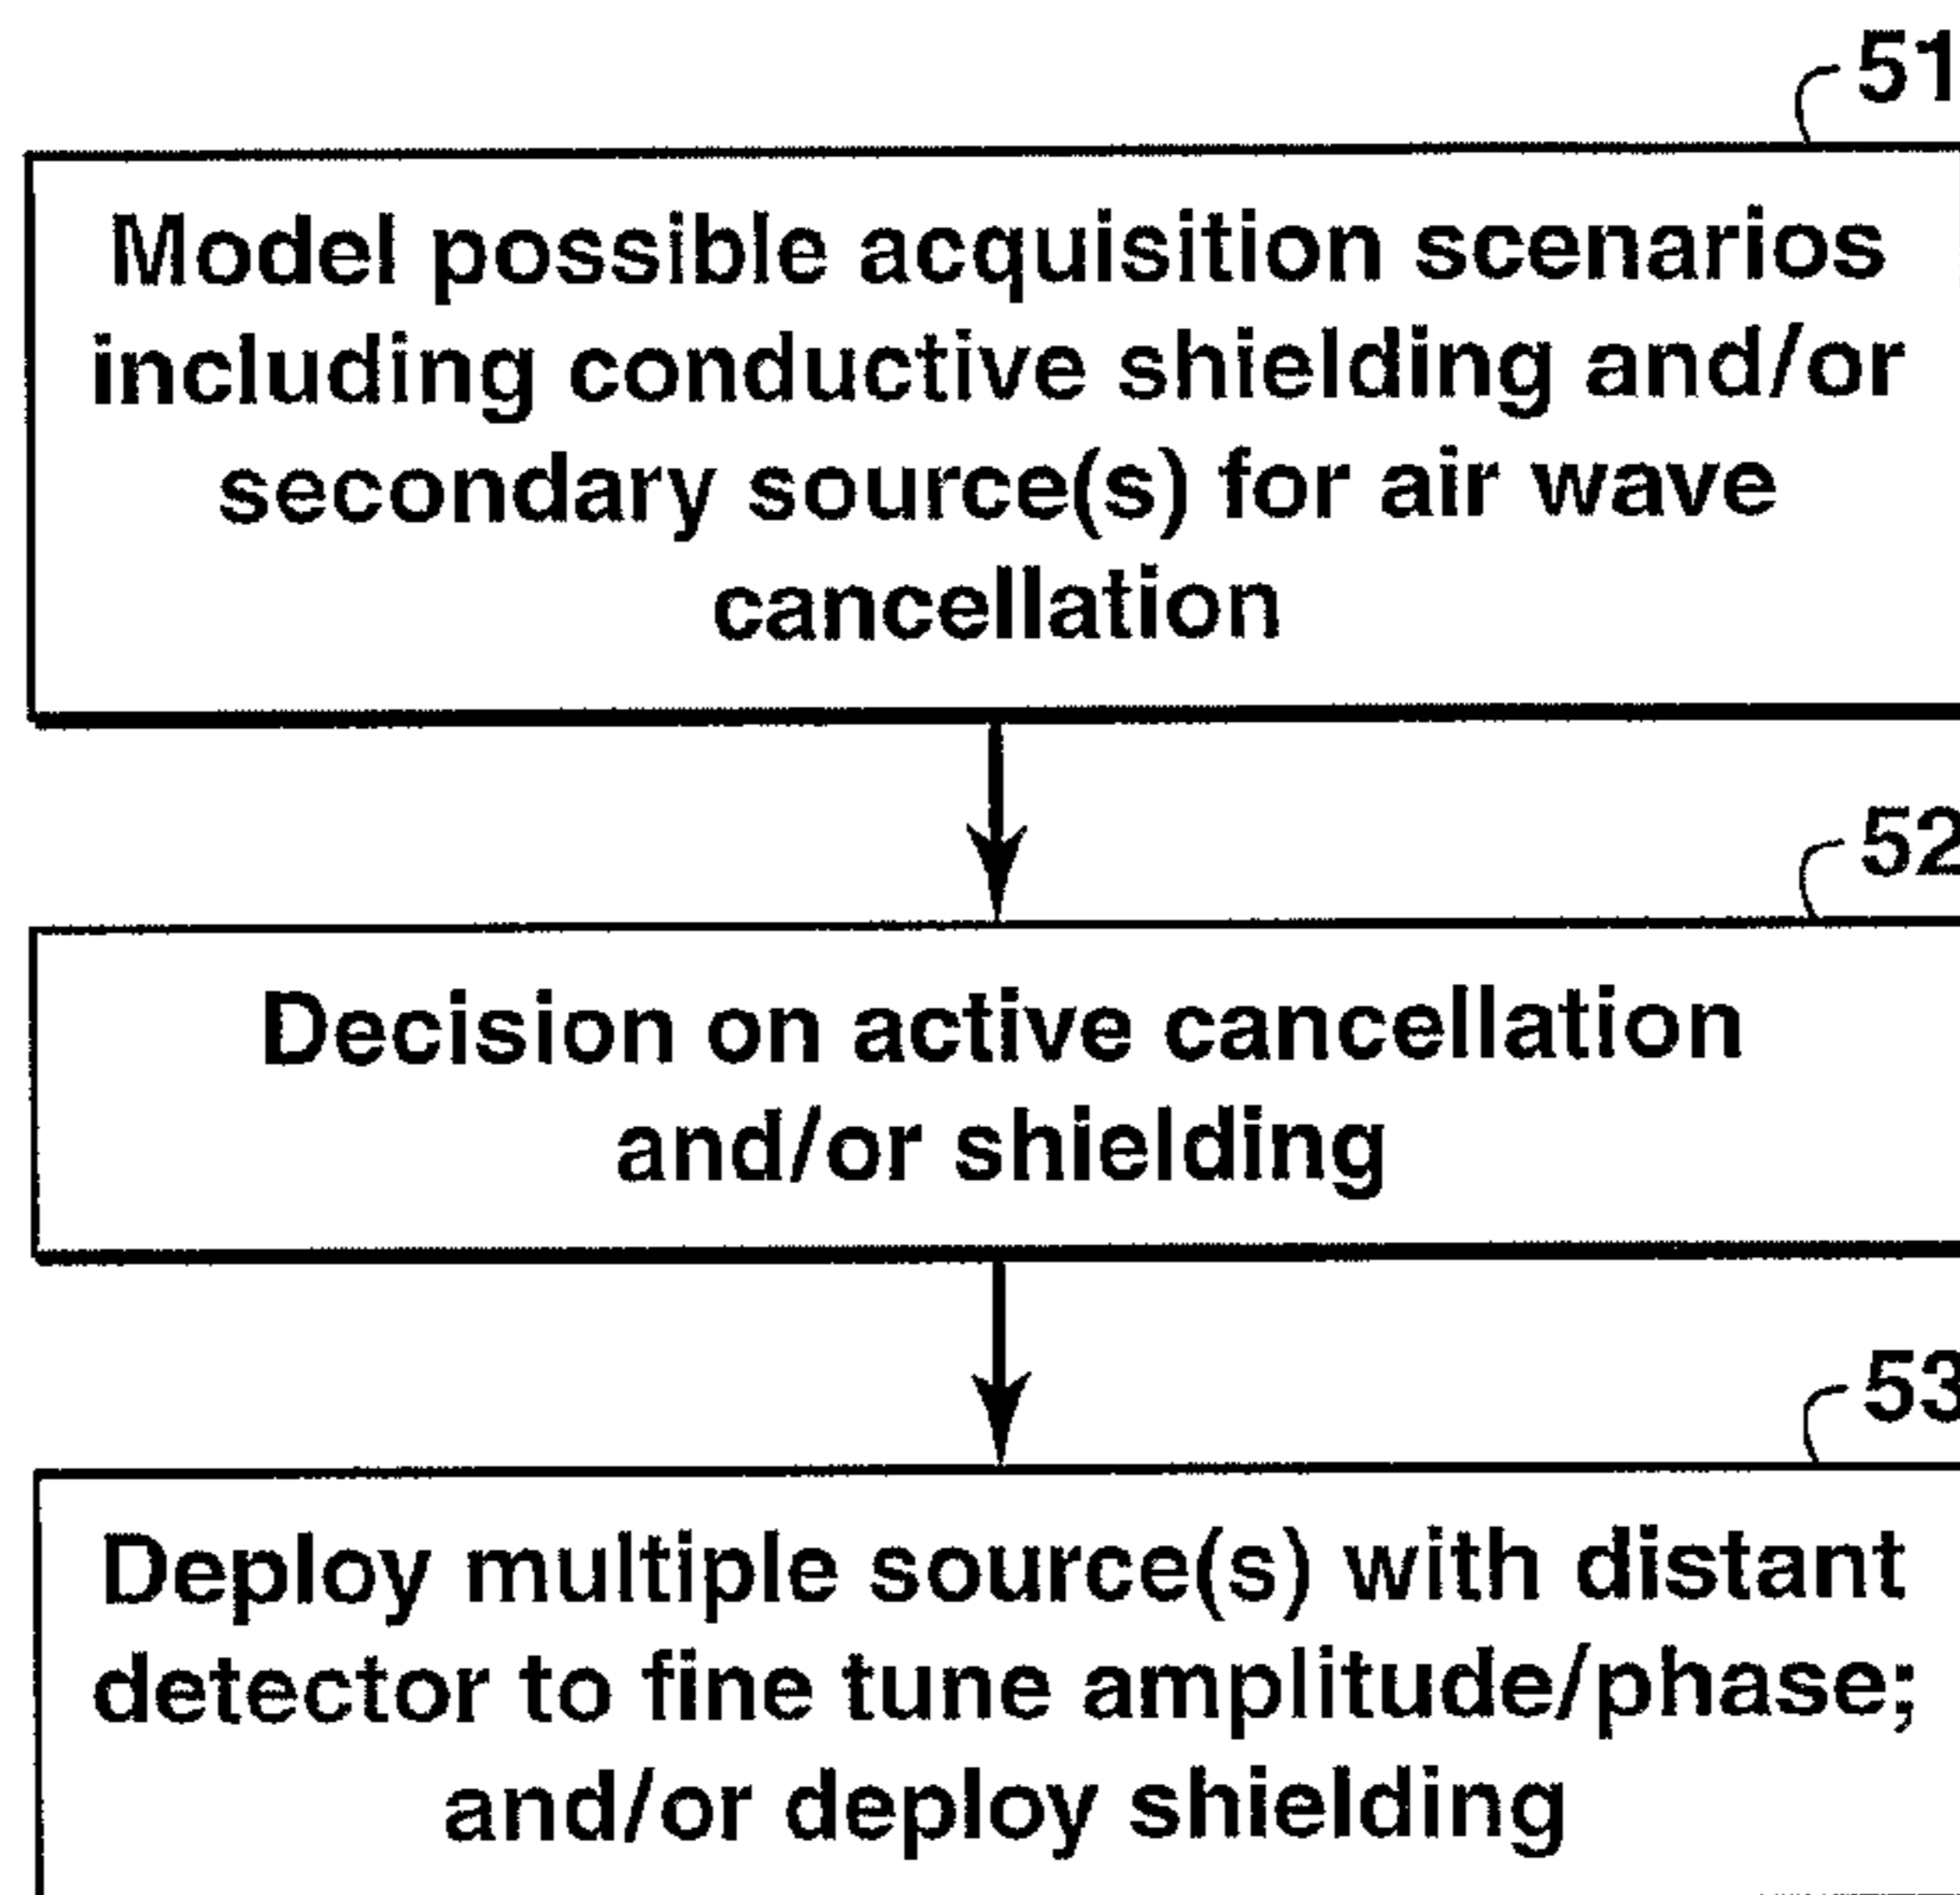 51
Model possible acquisition scenarios
including conductive shielding and/or
secondary source(s) for air wave
cancellation
52
Decision on active cancellation
and/or shielding
53
Deploy multiple source(s) with distant
detector to fine tune amplitude/phase;
and/or deploy shielding